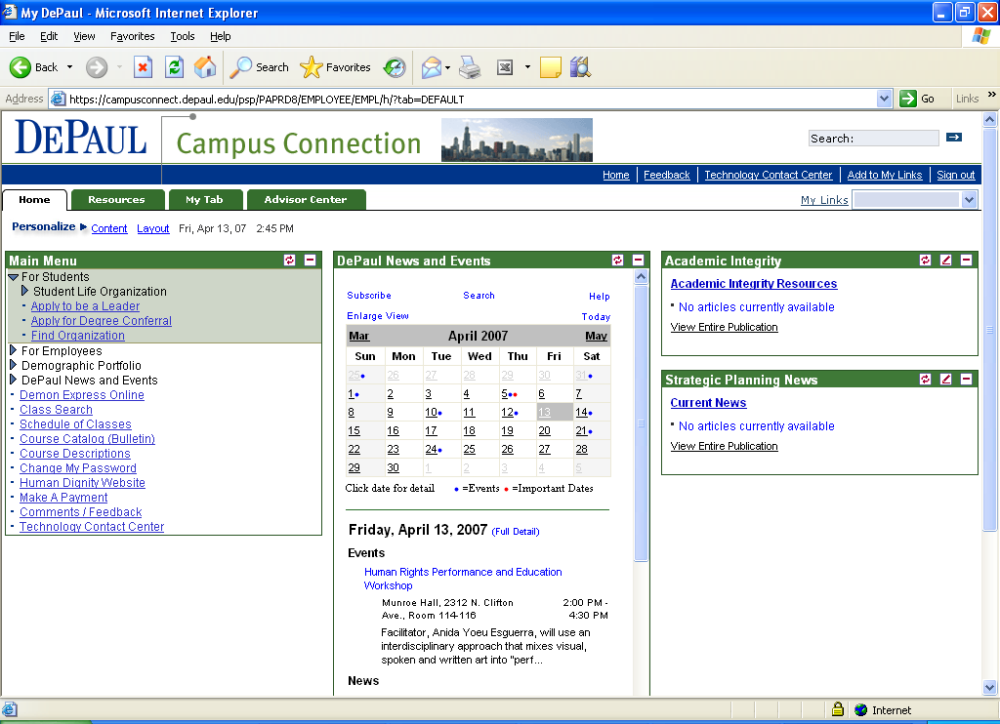 My DePaul - Microsoft Internet Explorer
File Edit View Favorites Tools Help
Back Search Favorites
Address https://campusconnect.depaul.edu/psp/PAPRD8/EMPLOYEE/EMPL/h/?tab=DEFAULT Go Links »
DEPAUL Campus Connection Search:
Home Feedback Technology Contact Center Add to My Links Sign out
Home Resources My Tab Advisor Center My Links
Personalize Content Layout Fri, Apr 13, 07 2:45 PM
Main Menu
For Students
Student Life Organization
Apply to be a Leader
Apply for Degree Conferral
Find Organization
For Employees
Demographic Portfolio
DePaul News and Events
Demon Express Online
Class Search
Schedule of Classes
Course Catalog (Bulletin)
Course Descriptions
Change My Password
Human Dignity Website
Make A Payment
Comments / Feedback
Technology Contact Center
DePaul News and Events
Subscribe Search Help
Enlarge View Today
Mar April 2007 May
Sun Mon Tue Wed Thu Fri Sat
25 26 27 28 29 30 31
1 2 3 4 5 6 7
8 9 10 11 12 13 14
15 16 17 18 19 20 21
22 23 24 25 26 27 28
29 30 1 2 3 4 5
Click date for detail =Events =Important Dates
Friday, April 13, 2007 (Full Detail)
Events
Human Rights Performance and Education
Workshop
Munroe Hall, 2312 N. Clifton 2:00 PM -
Ave., Room 114-116 4:30 PM
Facilitator, Anida Yoeu Esguerra, will use an
interdisciplinary approach that mixes visual,
spoken and written art into "perf...
News
Academic Integrity
Academic Integrity Resources
No articles currently available
View Entire Publication
Strategic Planning News
Current News
No articles currently available
View Entire Publication
Internet